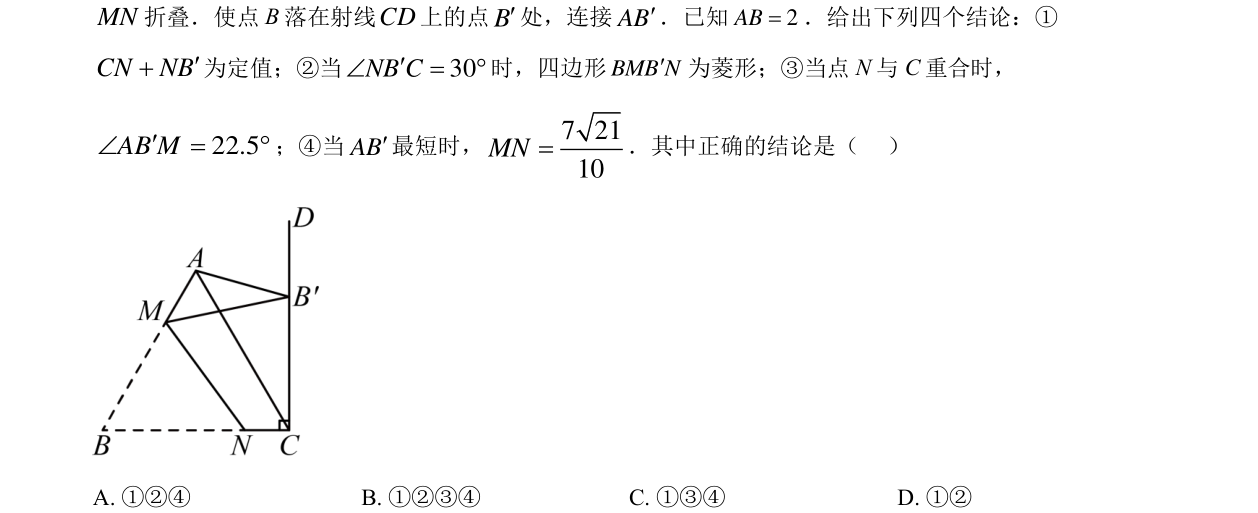 MN 折叠．使点 B 落在射线 CD 上的点 B′ 处，连接 AB′．已知 AB = 2．给出下列四个结论：①
CN + NB′ 为定值；②当∠NB′C = 30° 时，四边形 BMB′N 为菱形；③当点 N 与 C 重合时，
∠AB′M = 22.5°；④当 AB′ 最短时，MN = \frac{7\sqrt{21}}{10}．其中正确的结论是（　）
D
A
M
B′
B N C
A. ①②④ B. ①②③④ C. ①③④ D. ①②